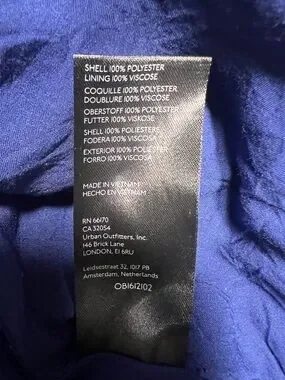 SHELL 100% POLYESTER
LINING 100% VISCOSE
COQUILLE 100% POLYESTER
DOUBLURE 100% VISCOSE
OBERSTOFF 100% POLYESTER
FUTTER 100% VISKOSE
SHELL 100% POLIESTERE
FODERA 100% VISCOSA
EXTERIOR 100% POLIÉSTER
FORRO 100% VISCOSA
MADE IN VIETNAM
HECHO EN VIETNAM
RN 66170
CA 32054
Urban Outfitters, Inc.
146 Brick Lane
LONDON, E1 6RU
Leidsestraat 32, 1017 PB
Amsterdam, Netherlands
OB1612102